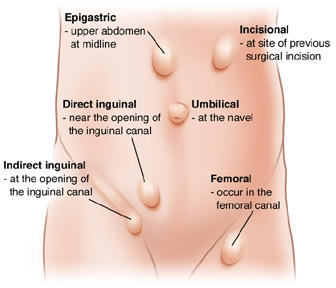 Epigastric
- upper abdomen
at midline
Incisional
- at site of previous
surgical incision
Direct inguinal
- near the opening of
the inguinal canal
Umbilical
- at the navel
Indirect inguinal
- at the opening of
the inguinal canal
Femoral
- occur in the
femoral canal